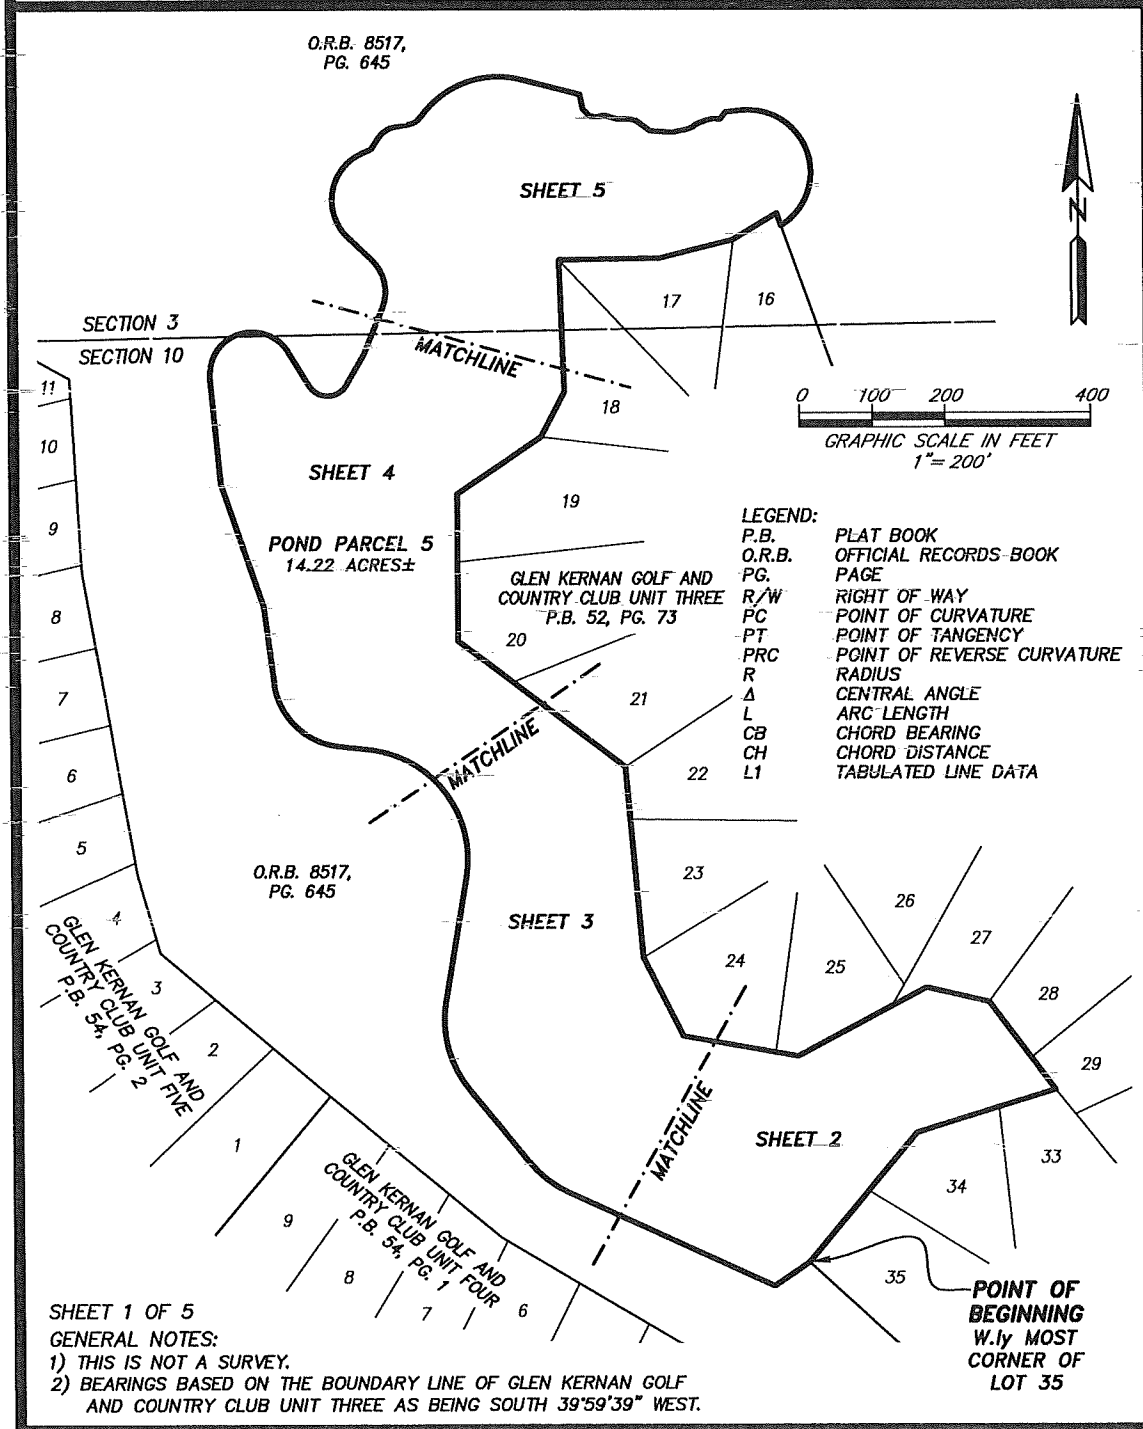 O.R.B. 8517,
PG. 645
SHEET 5
N
17
16
SECTION 3
SECTION 10
MATCHLINE
18
0 100 200 400
GRAPHIC SCALE IN FEET
1"= 200'
11
10
9
8
7
6
5
4
3
2
1
SHEET 4
POND PARCEL 5
14.22 ACRES±
19
GLEN KERNAN GOLF AND
COUNTRY CLUB UNIT THREE
P.B. 52, PG. 73
20
21
22
23
24
25
26
27
28
29
33
34
35
LEGEND:
P.B. PLAT BOOK
O.R.B. OFFICIAL RECORDS BOOK
PG. PAGE
R/W RIGHT OF WAY
PC POINT OF CURVATURE
PT POINT OF TANGENCY
PRC POINT OF REVERSE CURVATURE
R RADIUS
Δ CENTRAL ANGLE
L ARC LENGTH
CB CHORD BEARING
CH CHORD DISTANCE
L1 TABULATED LINE DATA
MATCHLINE
O.R.B. 8517,
PG. 645
SHEET 3
GLEN KERNAN GOLF AND
COUNTRY CLUB UNIT FIVE
P.B. 54, PG. 2
MATCHLINE
SHEET 2
GLEN KERNAN GOLF AND
COUNTRY CLUB UNIT FOUR
P.B. 54, PG. 1
9
8
7
6
POINT OF
BEGINNING
W.ly MOST
CORNER OF
LOT 35
SHEET 1 OF 5
GENERAL NOTES:
1) THIS IS NOT A SURVEY.
2) BEARINGS BASED ON THE BOUNDARY LINE OF GLEN KERNAN GOLF
AND COUNTRY CLUB UNIT THREE AS BEING SOUTH 39°59'39" WEST.